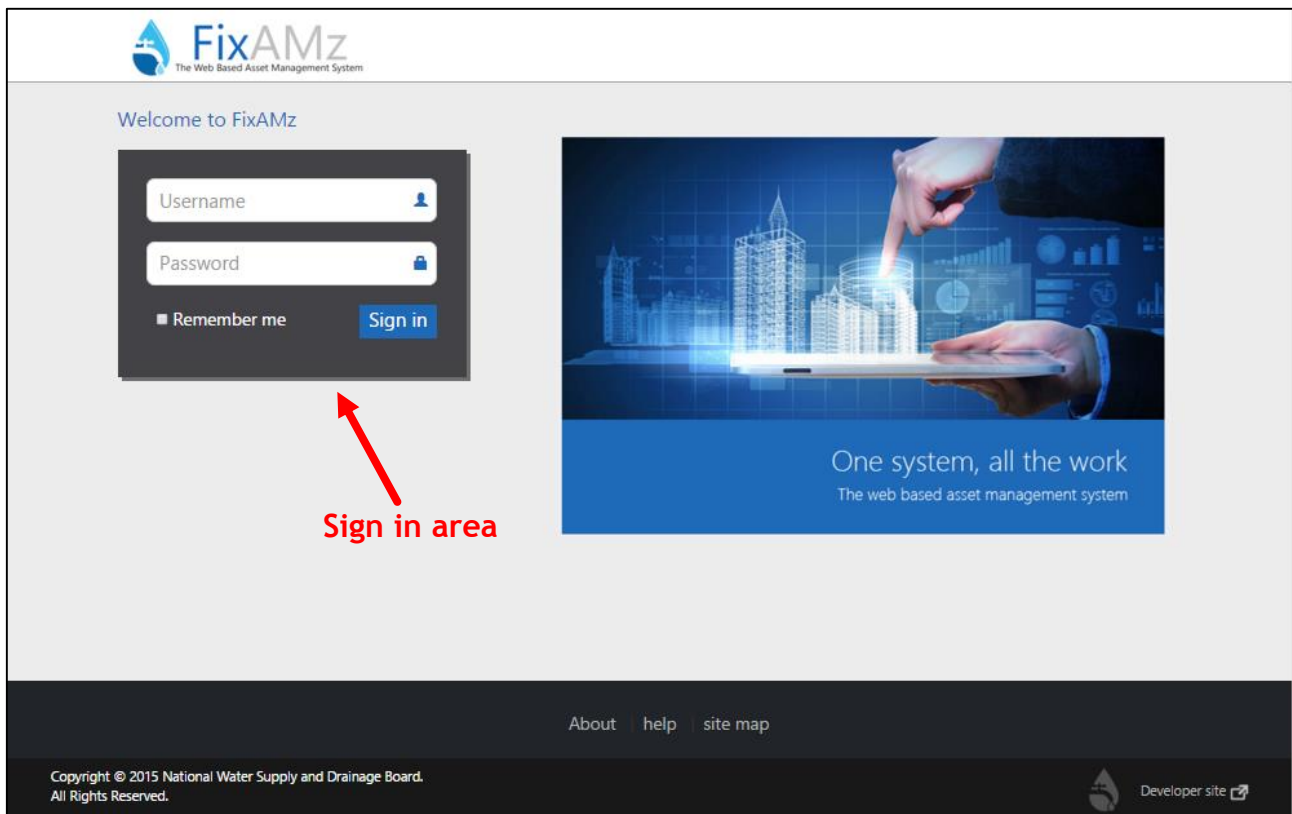 FixAMz
The Web Based Asset Management System
Welcome to FixAMz
Username
Password
Remember me
Sign in
Sign in area
One system, all the work
The web based asset management system
About
help
site map
Copyright © 2015 National Water Supply and Drainage Board.
All Rights Reserved.
Developer site